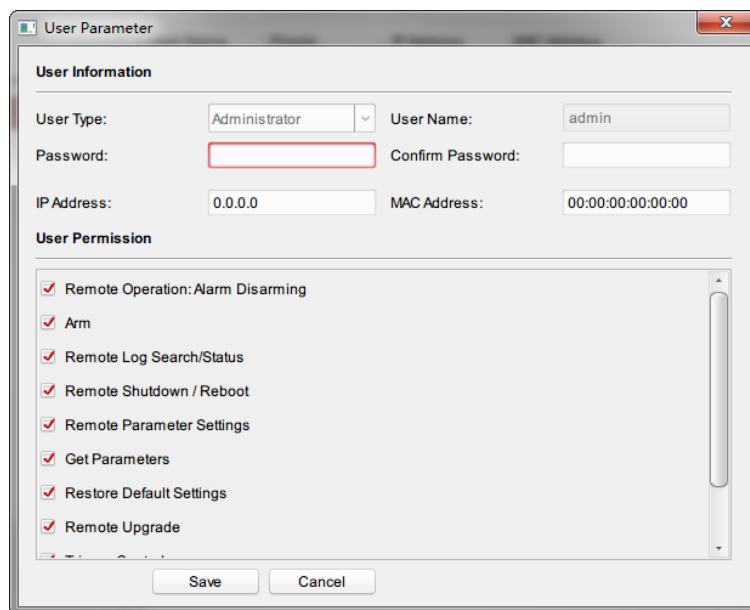 User Parameter
User Information
User Type: Administrator User Name: admin
Password: Confirm Password:
IP Address: 0.0.0.0 MAC Address: 00:00:00:00:00:00
User Permission
Remote Operation: Alarm Disarming
Arm
Remote Log Search/Status
Remote Shutdown / Reboot
Remote Parameter Settings
Get Parameters
Restore Default Settings
Remote Upgrade
Save Cancel